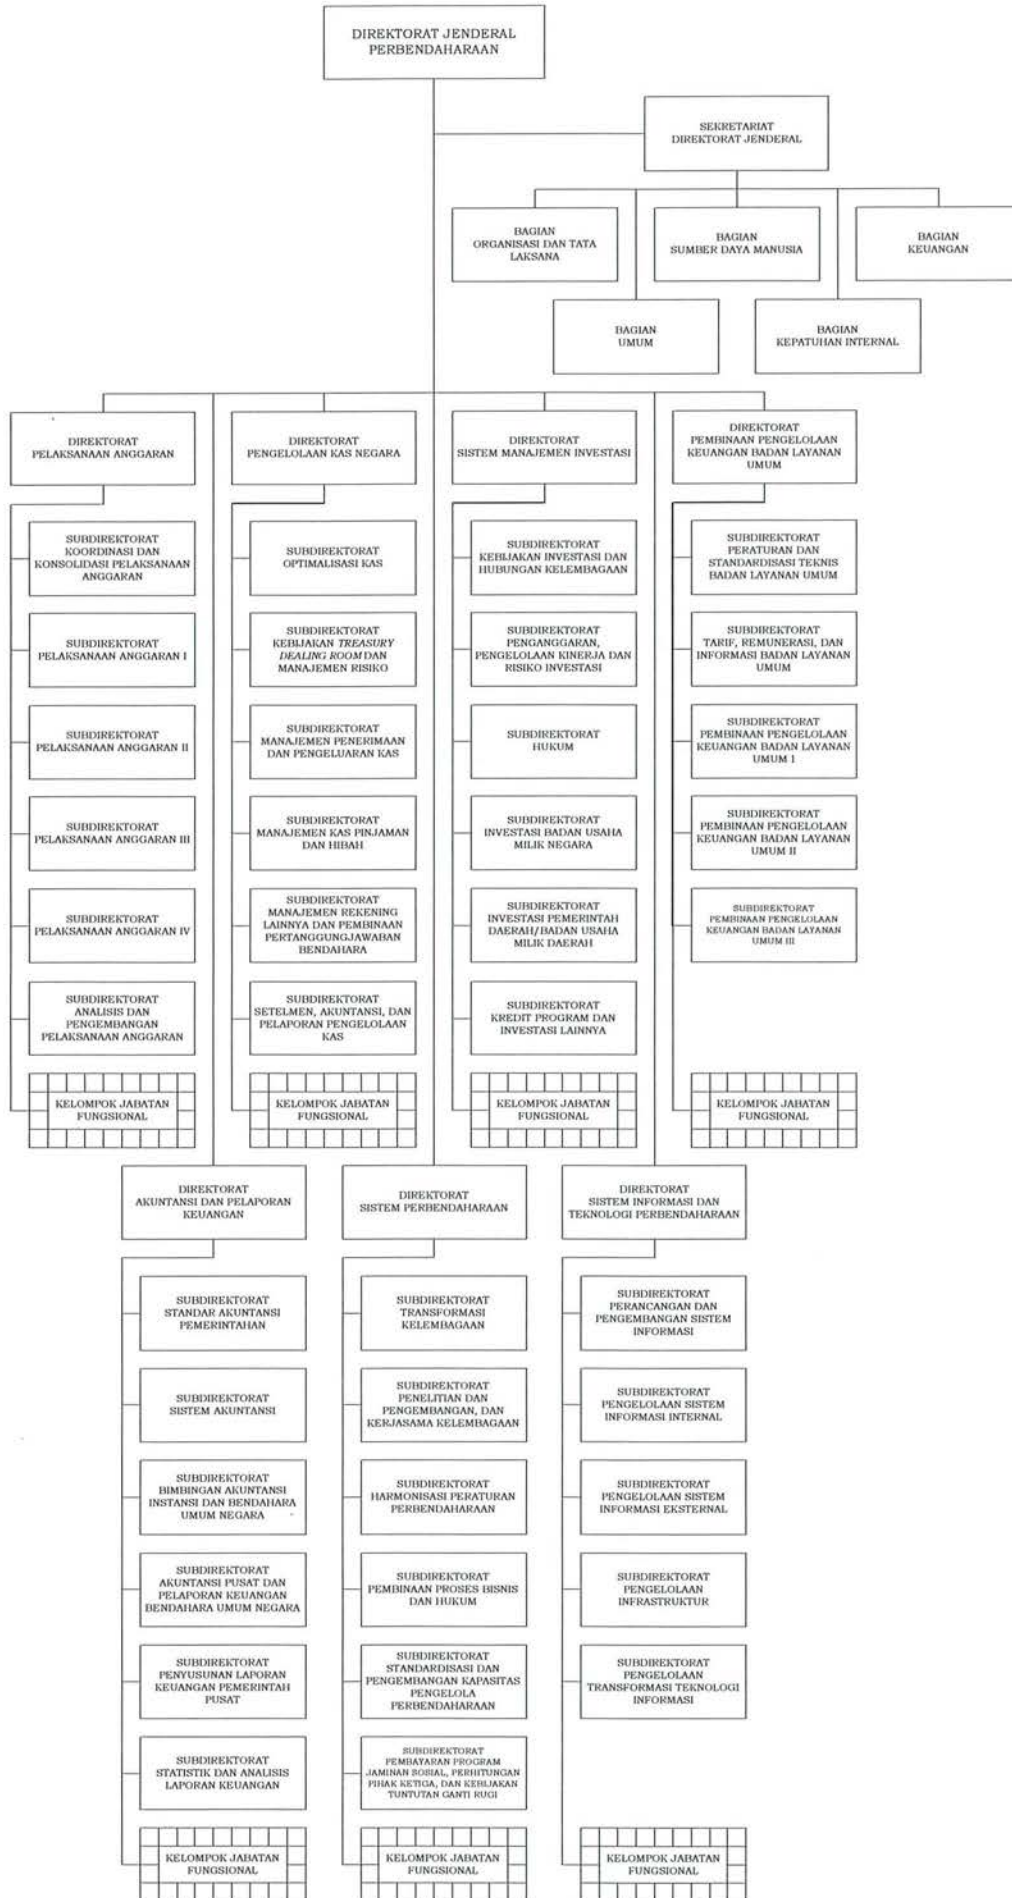 DIREKTORAT JENDERAL
PERBENDAHARAAN
SEKRETARIAT
DIREKTORAT JENDERAL
BAGIAN
ORGANISASI DAN TATA
LAKSANA
BAGIAN
SUMBER DAYA MANUSIA
BAGIAN
KEUANGAN
BAGIAN
UMUM
BAGIAN
KEPATUHAN INTERNAL
DIREKTORAT
PELAKSANAAN ANGGARAN
DIREKTORAT
PENGELOLAAN KAS NEGARA
DIREKTORAT
SISTEM MANAJEMEN INVESTASI
DIREKTORAT
PEMBINAAN PENGELOLAAN
KEUANGAN BADAN LAYANAN
UMUM
SUBDIREKTORAT
KOORDINASI DAN
KONSOLIDASI PELAKSANAAN
ANGGARAN
SUBDIREKTORAT
OPTIMALISASI KAS
SUBDIREKTORAT
KEBIJAKAN INVESTASI DAN
HUBUNGAN KELEMBAGAAN
SUBDIREKTORAT
PERATURAN DAN
STANDARDISASI TEKNIS
BADAN LAYANAN UMUM
SUBDIREKTORAT
PELAKSANAAN ANGGARAN I
SUBDIREKTORAT
KEBIJAKAN TREASURY
DEALING ROOM DAN
MANAJEMEN RISIKO
SUBDIREKTORAT
PENGANGGARAN,
PENGELOLAAN KINERJA DAN
RISIKO INVESTASI
SUBDIREKTORAT
TARIF, REMUNERASI, DAN
INFORMASI BADAN LAYANAN
UMUM
SUBDIREKTORAT
PELAKSANAAN ANGGARAN II
SUBDIREKTORAT
MANAJEMEN PENERIMAAN
DAN PENGELUARAN KAS
SUBDIREKTORAT
HUKUM
SUBDIREKTORAT
PEMBINAAN PENGELOLAAN
KEUANGAN BADAN LAYANAN
UMUM I
SUBDIREKTORAT
PELAKSANAAN ANGGARAN III
SUBDIREKTORAT
MANAJEMEN KAS PINJAMAN
DAN HIBAH
SUBDIREKTORAT
INVESTASI BADAN USAHA
MILIK NEGARA
SUBDIREKTORAT
PEMBINAAN PENGELOLAAN
KEUANGAN BADAN LAYANAN
UMUM II
SUBDIREKTORAT
PELAKSANAAN ANGGARAN IV
SUBDIREKTORAT
MANAJEMEN REKENING
LAINNYA DAN PEMBINAAN
PERTANGGUNGJAWABAN
BENDAHARA
SUBDIREKTORAT
INVESTASI PEMERINTAH
DAERAH/BADAN USAHA
MILIK DAERAH
SUBDIREKTORAT
PEMBINAAN PENGELOLAAN
KEUANGAN BADAN LAYANAN
UMUM III
SUBDIREKTORAT
ANALISIS DAN
PENGEMBANGAN
PELAKSANAAN ANGGARAN
SUBDIREKTORAT
SETELMEN, AKUNTANSI, DAN
PELAPORAN PENGELOLAAN
KAS
SUBDIREKTORAT
KREDIT PROGRAM DAN
INVESTASI LAINNYA
KELOMPOK JABATAN
FUNGSIONAL
KELOMPOK JABATAN
FUNGSIONAL
KELOMPOK JABATAN
FUNGSIONAL
KELOMPOK JABATAN
FUNGSIONAL
DIREKTORAT
AKUNTANSI DAN PELAPORAN
KEUANGAN
DIREKTORAT
SISTEM PERBENDAHARAAN
DIREKTORAT
SISTEM INFORMASI DAN
TEKNOLOGI PERBENDAHARAAN
SUBDIREKTORAT
STANDAR AKUNTANSI
PEMERINTAHAN
SUBDIREKTORAT
TRANSFORMASI
KELEMBAGAAN
SUBDIREKTORAT
PERANCANGAN DAN
PENGEMBANGAN SISTEM
INFORMASI
SUBDIREKTORAT
SISTEM AKUNTANSI
SUBDIREKTORAT
PENELITIAN DAN
PENGEMBANGAN, DAN
KERJASAMA KELEMBAGAAN
SUBDIREKTORAT
PENGELOLAAN SISTEM
INFORMASI INTERNAL
SUBDIREKTORAT
BIMBINGAN AKUNTANSI
INSTANSI DAN BENDAHARA
UMUM NEGARA
SUBDIREKTORAT
HARMONISASI PERATURAN
PERBENDAHARAAN
SUBDIREKTORAT
PENGELOLAAN SISTEM
INFORMASI EKSTERNAL
SUBDIREKTORAT
AKUNTANSI PUSAT DAN
PELAPORAN KEUANGAN
BENDAHARA UMUM NEGARA
SUBDIREKTORAT
PEMBINAAN PROSES BISNIS
DAN HUKUM
SUBDIREKTORAT
PENGELOLAAN
INFRASTRUKTUR
SUBDIREKTORAT
PENYUSUNAN LAPORAN
KEUANGAN PEMERINTAH
PUSAT
SUBDIREKTORAT
STANDARDISASI DAN
PENGEMBANGAN KAPASITAS
PENGELOLA
PERBENDAHARAAN
SUBDIREKTORAT
PENGELOLAAN
TRANSFORMASI TEKNOLOGI
INFORMASI
SUBDIREKTORAT
STATISTIK DAN ANALISIS
LAPORAN KEUANGAN
SUBDIREKTORAT
PEMBAYARAN PROGRAM
JAMINAN SOSIAL, PERHITUNGAN
PIHAK KETIGA, DAN KEBIJAKAN
TUNTUTAN GANTI RUGI
KELOMPOK JABATAN
FUNGSIONAL
KELOMPOK JABATAN
FUNGSIONAL
KELOMPOK JABATAN
FUNGSIONAL